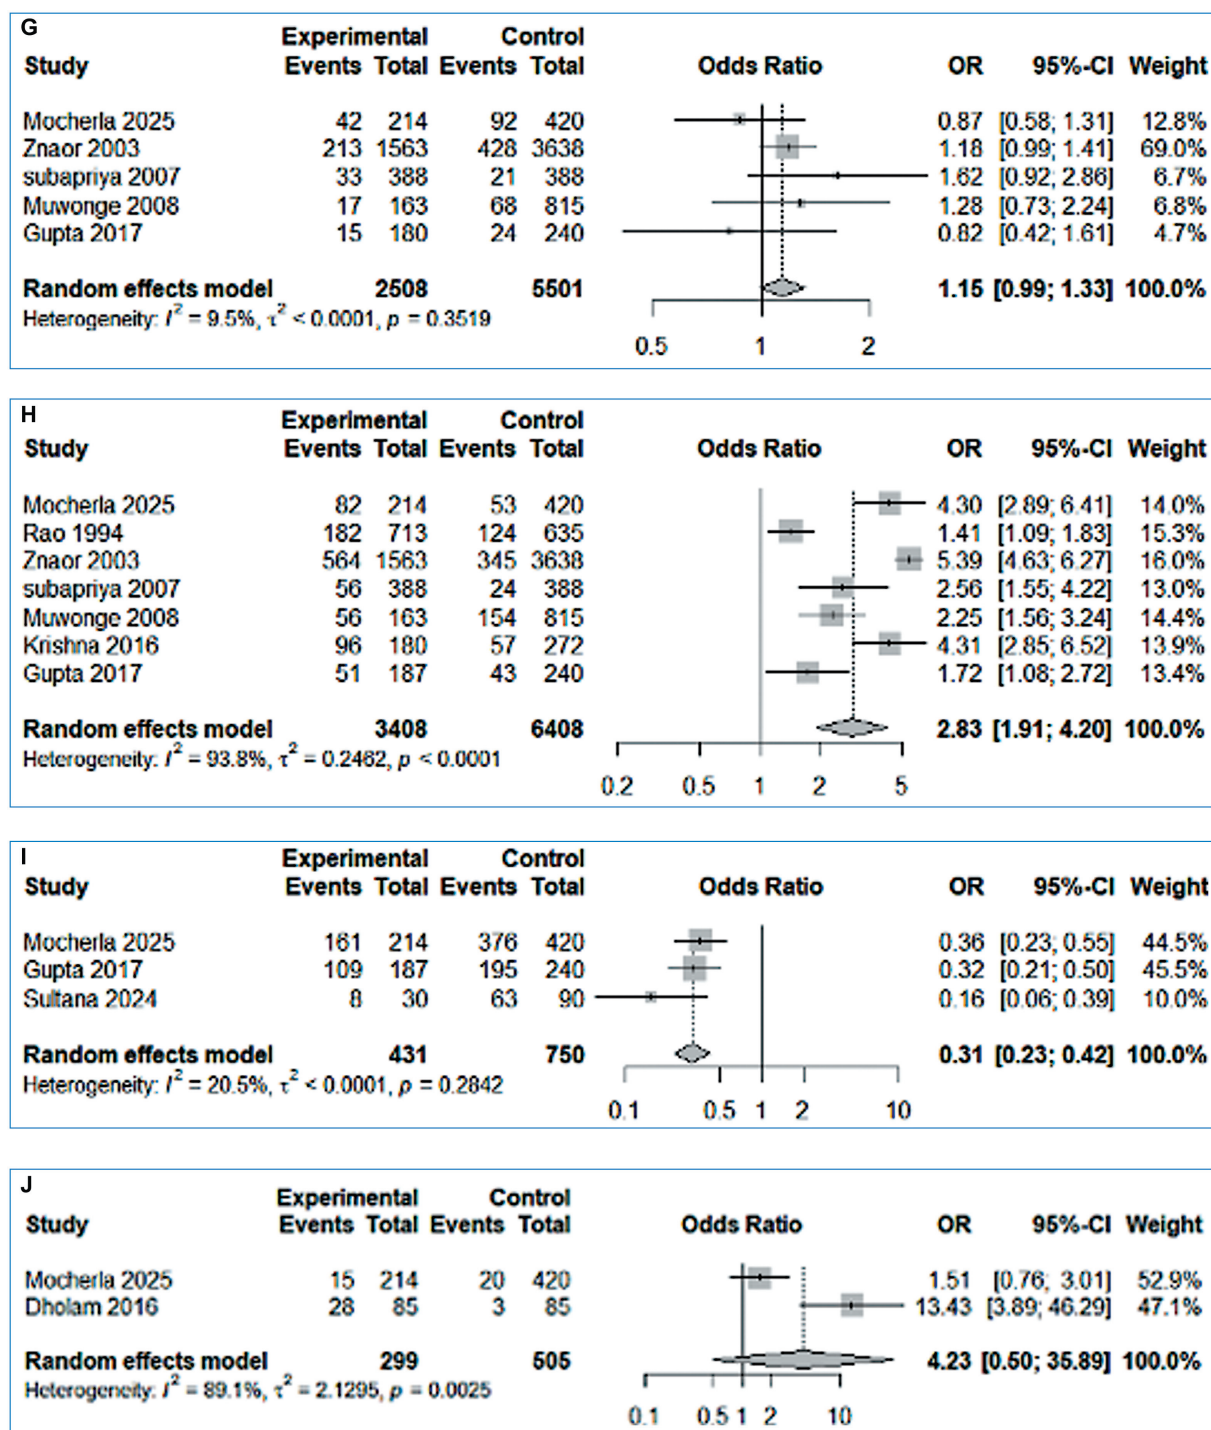 G
Experimental Control
Study Events Total Events Total Odds Ratio OR 95%-CI Weight
Mocherla 2025 42 214 92 420 0.87 [0.58; 1.31] 12.8%
Znaor 2003 213 1563 428 3638 1.18 [0.99; 1.41] 69.0%
subapriya 2007 33 388 21 388 1.62 [0.92; 2.86] 6.7%
Muwonge 2008 17 163 68 815 1.28 [0.73; 2.24] 6.8%
Gupta 2017 15 180 24 240 0.82 [0.42; 1.61] 4.7%
Random effects model 2508 5501 1.15 [0.99; 1.33] 100.0%
Heterogeneity: I² = 9.5%, τ² < 0.0001, p = 0.3519
0.5 1 2
H
Experimental Control
Study Events Total Events Total Odds Ratio OR 95%-CI Weight
Mocherla 2025 82 214 53 420 4.30 [2.89; 6.41] 14.0%
Rao 1994 182 713 124 635 1.41 [1.09; 1.83] 15.3%
Znaor 2003 564 1563 345 3638 5.39 [4.63; 6.27] 16.0%
subapriya 2007 56 388 24 388 2.56 [1.55; 4.22] 13.0%
Muwonge 2008 56 163 154 815 2.25 [1.56; 3.24] 14.4%
Krishna 2016 96 180 57 272 4.31 [2.85; 6.52] 13.9%
Gupta 2017 51 187 43 240 1.72 [1.08; 2.72] 13.4%
Random effects model 3408 6408 2.83 [1.91; 4.20] 100.0%
Heterogeneity: I² = 93.8%, τ² = 0.2462, p < 0.0001
0.2 0.5 1 2 5
I
Experimental Control
Study Events Total Events Total Odds Ratio OR 95%-CI Weight
Mocherla 2025 161 214 376 420 0.36 [0.23; 0.55] 44.5%
Gupta 2017 109 187 195 240 0.32 [0.21; 0.50] 45.5%
Sultana 2024 8 30 63 90 0.16 [0.06; 0.39] 10.0%
Random effects model 431 750 0.31 [0.23; 0.42] 100.0%
Heterogeneity: I² = 20.5%, τ² < 0.0001, p = 0.2842
0.1 0.5 1 2 10
J
Experimental Control
Study Events Total Events Total Odds Ratio OR 95%-CI Weight
Mocherla 2025 15 214 20 420 1.51 [0.76; 3.01] 52.9%
Dholam 2016 28 85 3 85 13.43 [3.89; 46.29] 47.1%
Random effects model 299 505 4.23 [0.50; 35.89] 100.0%
Heterogeneity: I² = 89.1%, τ² = 2.1295, p = 0.0025
0.1 0.5 1 2 10